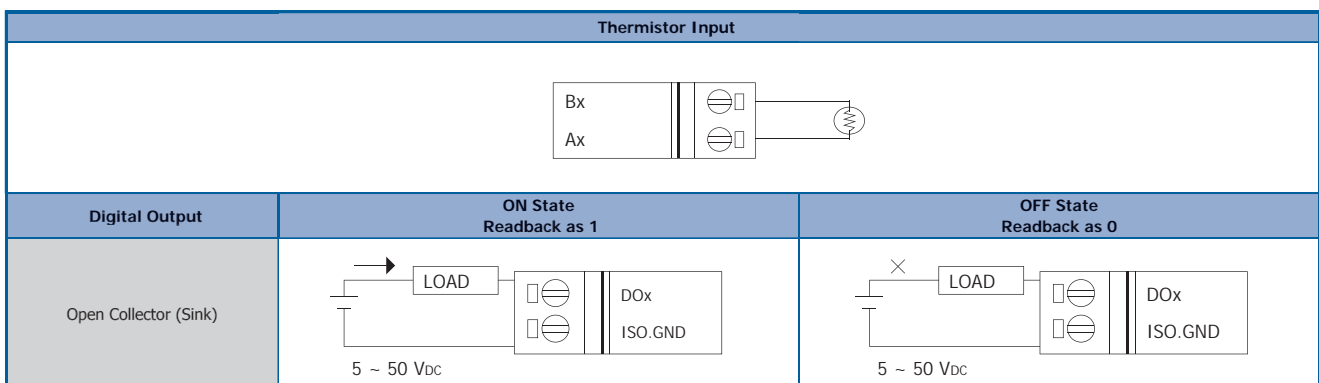 Thermistor Input
Bx
Ax
Digital Output
ON State
Readback as 1
OFF State
Readback as 0
Open Collector (Sink)
LOAD
DOx
ISO.GND
5 ~ 50 VDC
LOAD
DOx
ISO.GND
5 ~ 50 VDC